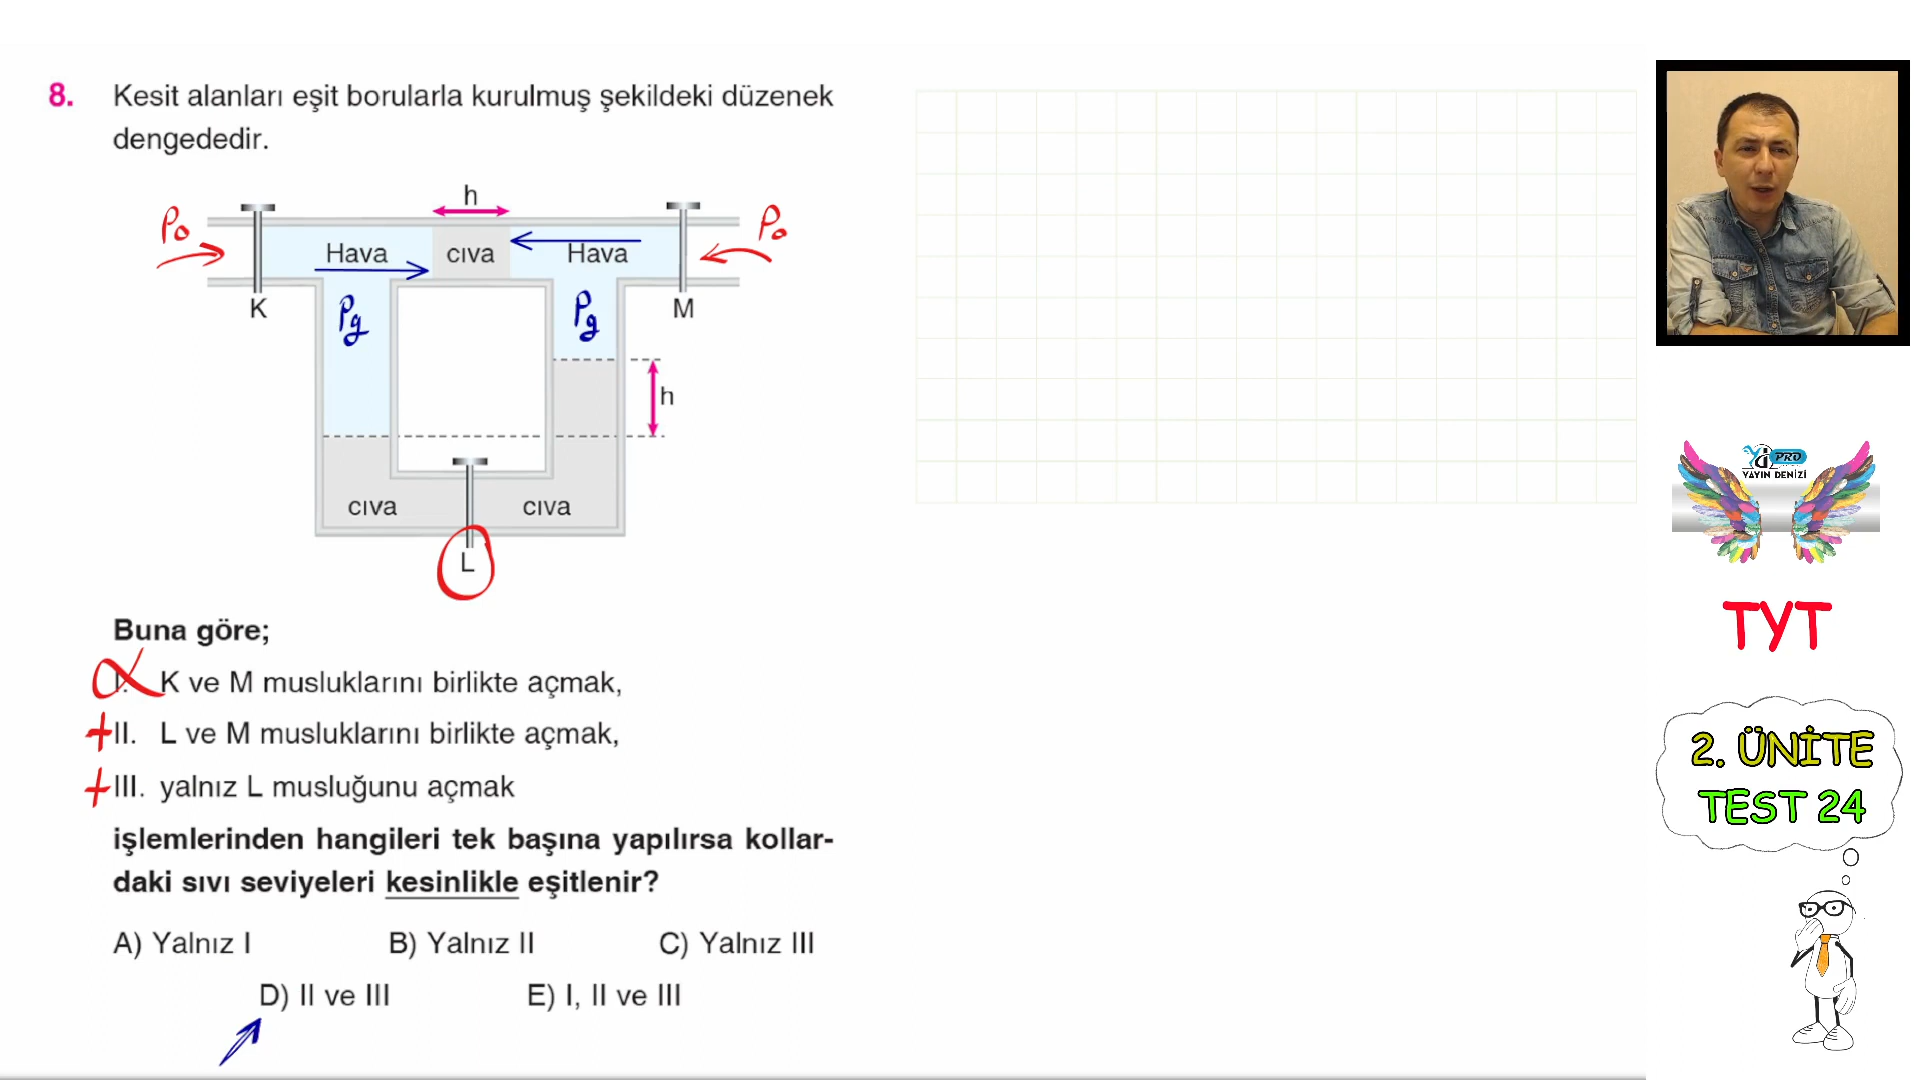 8. Kesit alanları eşit borularla kurulmuş şekildeki düzenek
dengededir.
h
P₀
P₀
Hava
cıva
Hava
K
Pg
Pg
M
h
cıva
cıva
L
Buna göre;
I. K ve M musluklarını birlikte açmak,
+ II. L ve M musluklarını birlikte açmak,
+ III. yalnız L musluğunu açmak
işlemlerinden hangileri tek başına yapılırsa kollar-
daki sıvı seviyeleri kesinlikle eşitlenir?
A) Yalnız I B) Yalnız II C) Yalnız III
D) II ve III E) I, II ve III
PRO
YAYIN DENİZİ
TYT
2. ÜNİTE
TEST 24